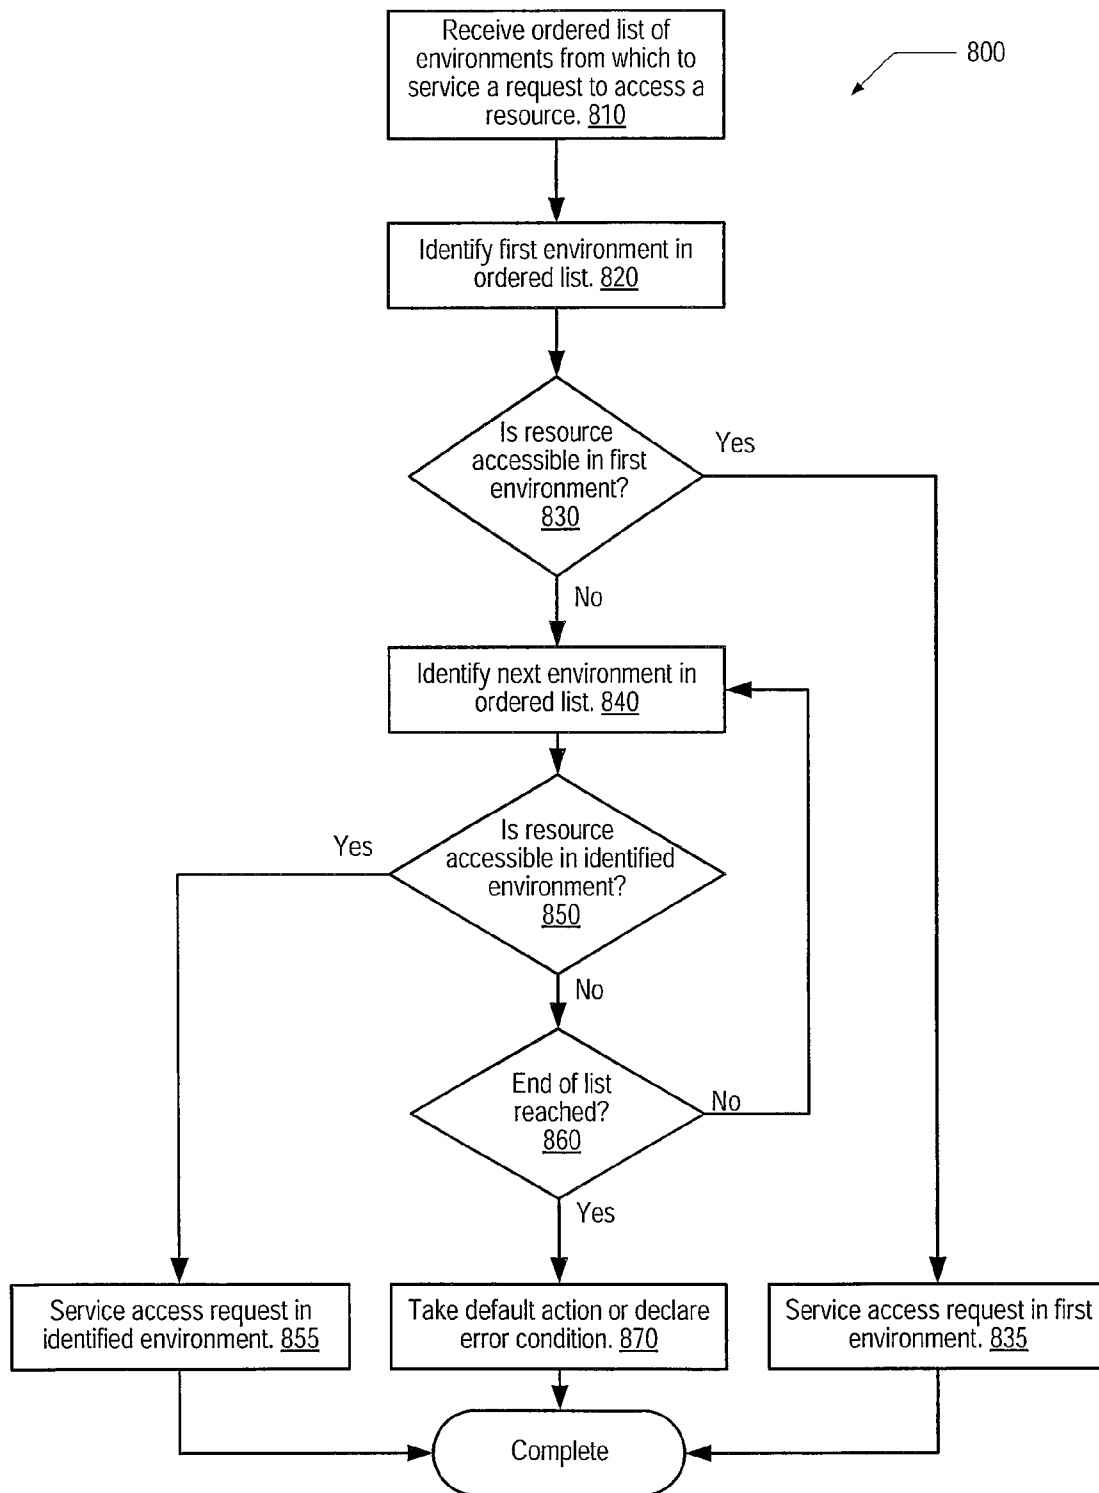 Receive ordered list of
environments from which to
service a request to access a
resource. 810
800
Identify first environment in
ordered list. 820
Is resource
accessible in first
environment?
830
Yes
No
Identify next environment in
ordered list. 840
Is resource
accessible in identified
environment?
850
Yes
No
End of list
reached?
860
No
Yes
Service access request in
identified environment. 855
Take default action or declare
error condition. 870
Service access request in first
environment. 835
Complete